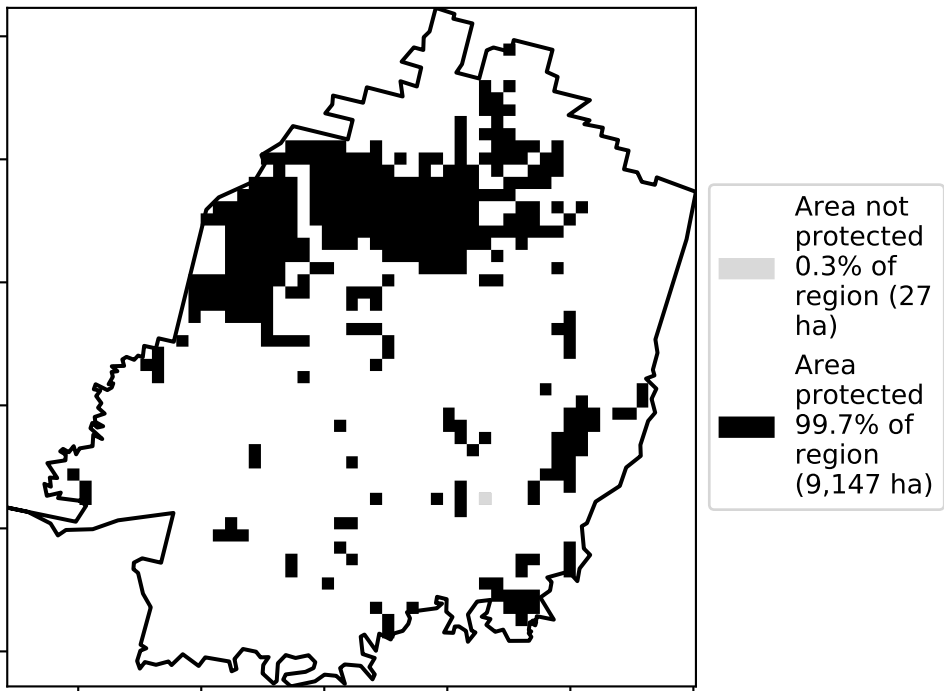 Area not
protected
0.3% of
region (27
ha)
Area
protected
99.7% of
region
(9,147 ha)